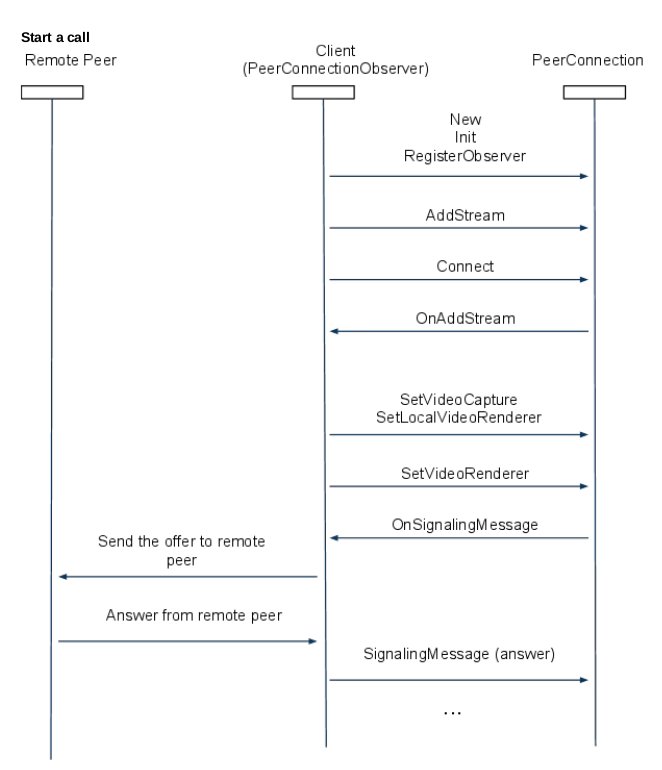 Start a call
Remote Peer
Client
(PeerConnectionObserver)
PeerConnection
New
Init
RegisterObserver
AddStream
Connect
OnAddStream
SetVideoCapture
SetLocalVideoRenderer
SetVideoRenderer
OnSignalingMessage
Send the offer to remote
peer
Answer from remote peer
SignalingMessage (answer)
...